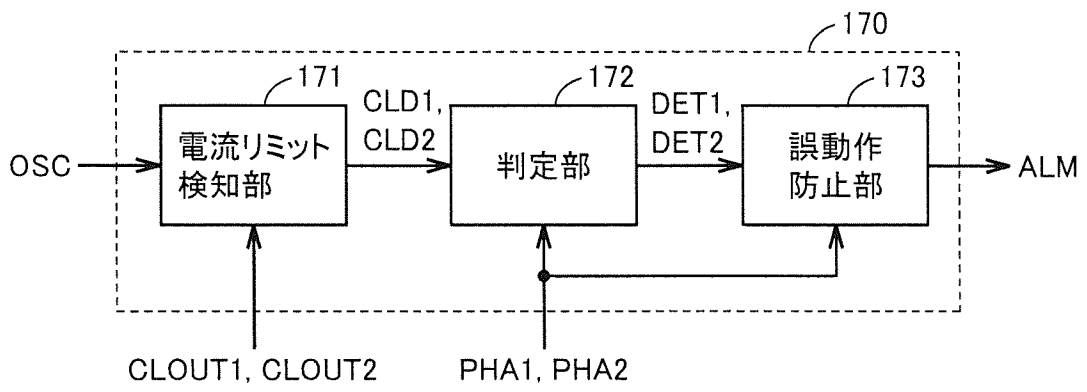 170
171
172
173
CLD1,
CLD2
DET1,
DET2
OSC
電流リミット
検知部
判定部
誤動作
防止部
ALM
CLOUT1, CLOUT2
PHA1, PHA2